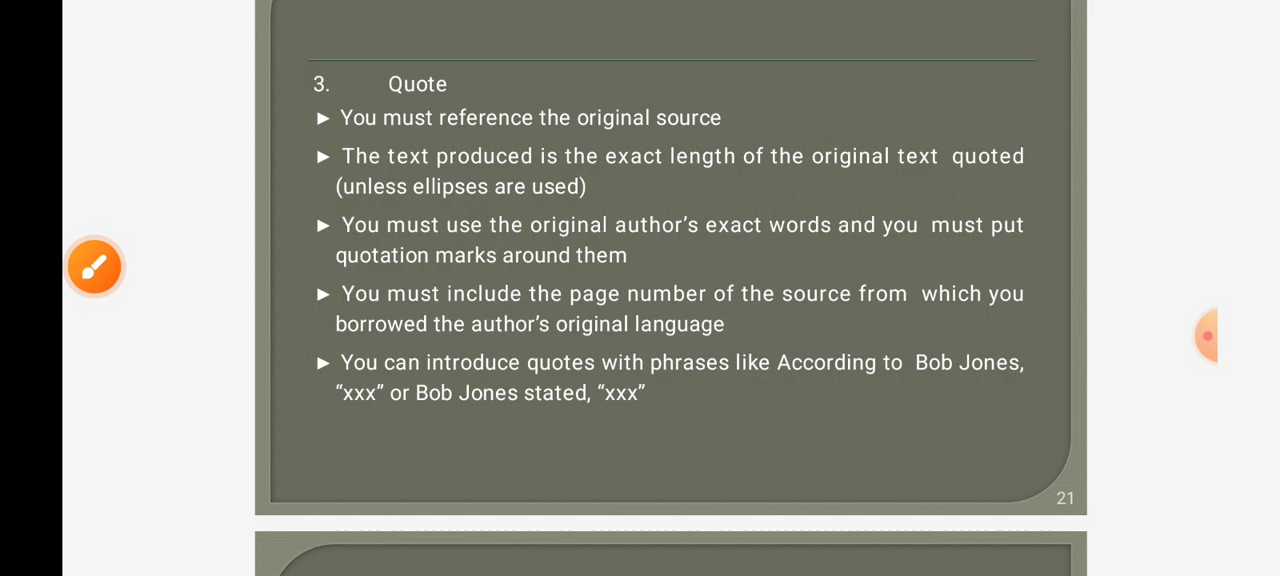 3. Quote
► You must reference the original source
► The text produced is the exact length of the original text quoted
(unless ellipses are used)
► You must use the original author’s exact words and you must put
quotation marks around them
► You must include the page number of the source from which you
borrowed the author’s original language
► You can introduce quotes with phrases like According to Bob Jones,
“xxx” or Bob Jones stated, “xxx”
21